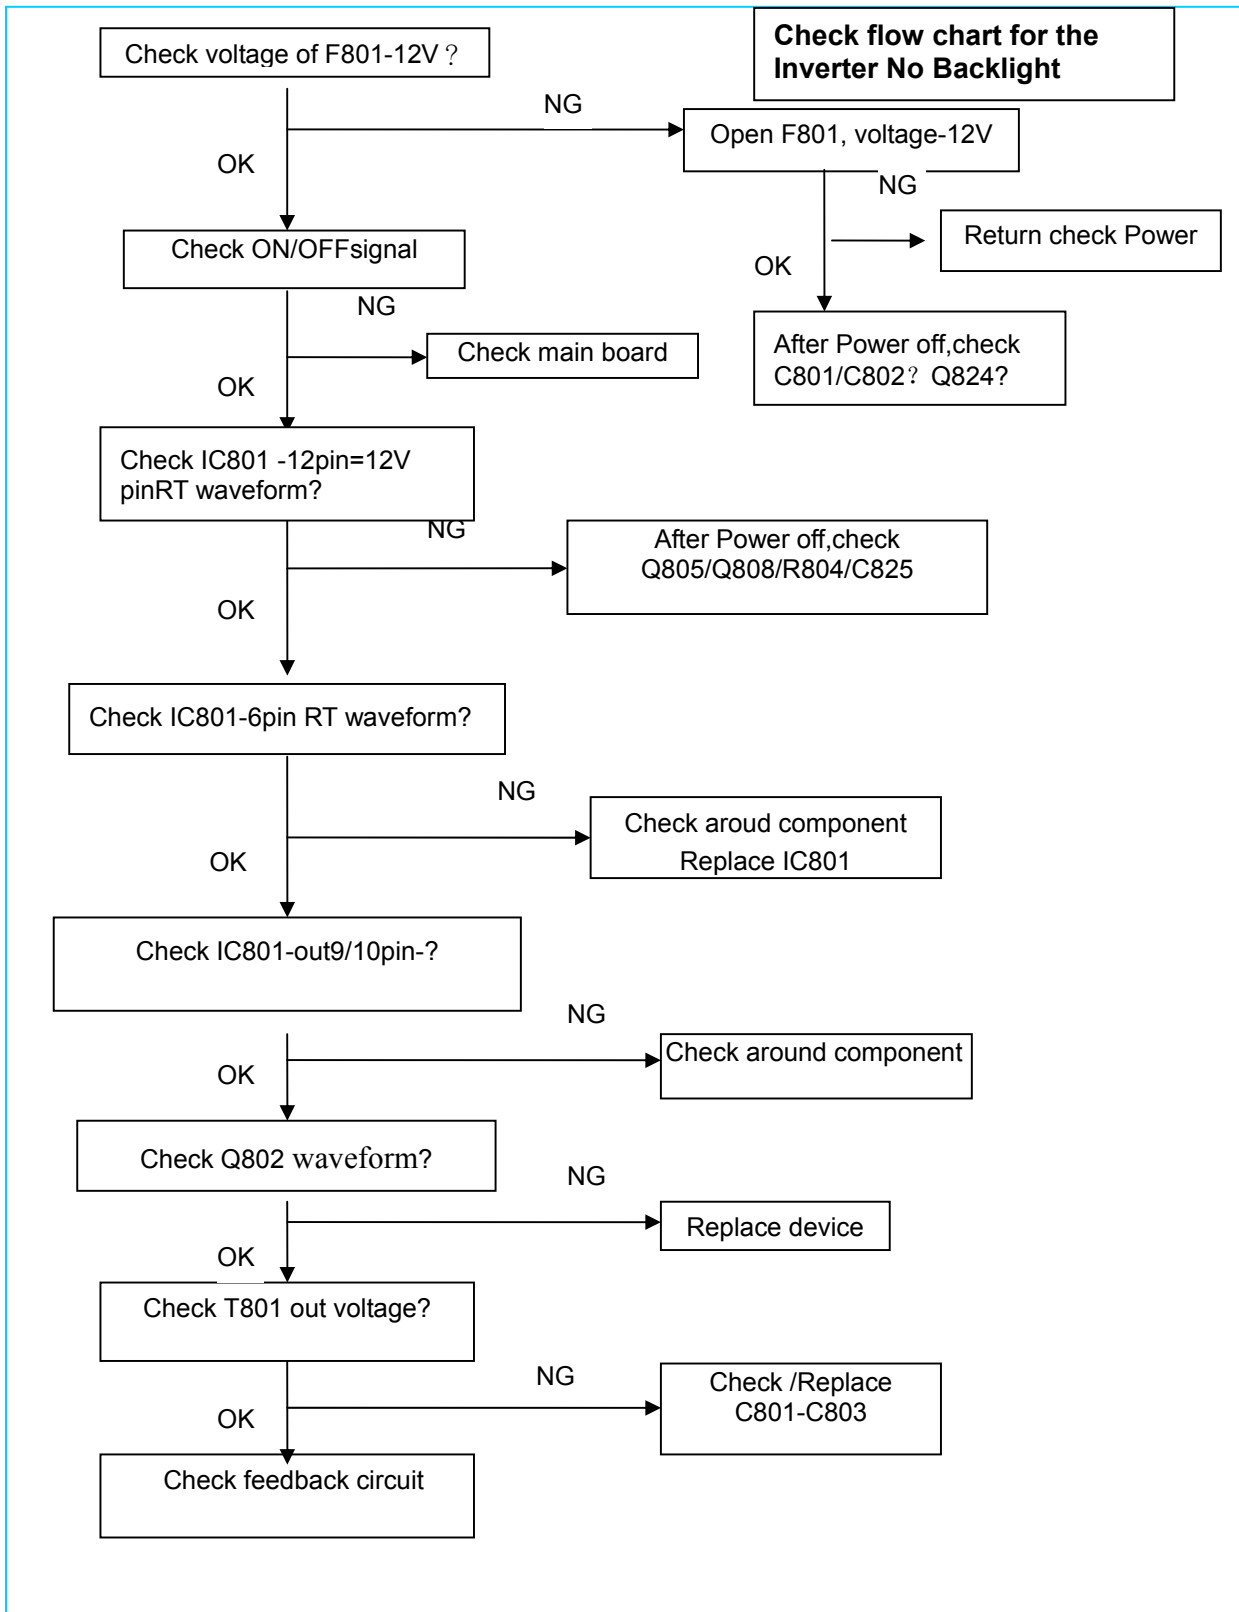 Check flow chart for the
Inverter No Backlight
Check voltage of F801-12V？
NG
Open F801, voltage-12V
OK
NG
Return check Power
OK
After Power off,check
C801/C802？ Q824?
Check ON/OFFsignal
NG
Check main board
OK
Check IC801 -12pin=12V
pinRT waveform?
NG
After Power off,check
Q805/Q808/R804/C825
OK
Check IC801-6pin RT waveform?
NG
Check aroud component
Replace IC801
OK
Check IC801-out9/10pin-?
NG
Check around component
OK
Check Q802 waveform?
NG
Replace device
OK
Check T801 out voltage?
NG
Check /Replace
C801-C803
OK
Check feedback circuit